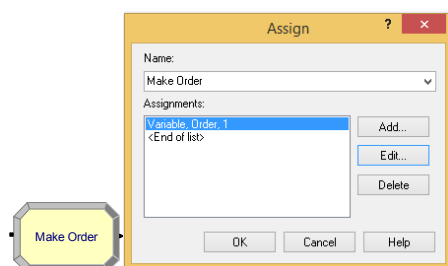 Assign
?
×
Name:
Make Order
Assignments:
Variable, Order, 1
<End of list>
Add...
Edit...
Delete
OK
Cancel
Help
Make Order